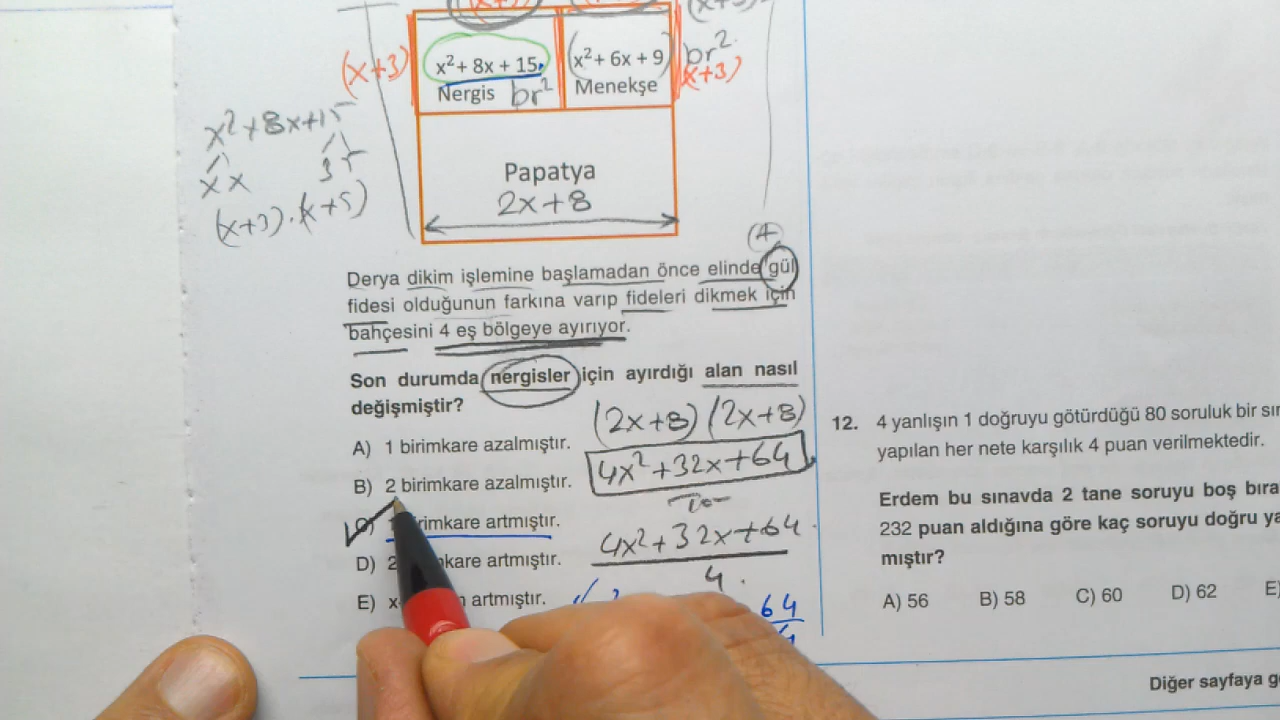 (x+3)
x² + 8x + 15
Nergis br²
x² + 6x + 9
Menekşe
br²
x+3)
x²+8x+15
x x 3 5
(x+3).(x+5)
Papatya
2x+8
(4)
Derya dikim işlemine başlamadan önce elinde gül
fidesi olduğunun farkına varıp fideleri dikmek için
bahçesini 4 eş bölgeye ayırıyor.
Son durumda nergisler için ayırdığı alan nasıl
değişmiştir?
A) 1 birimkare azalmıştır.
B) 2 birimkare azalmıştır.
artmıştır.
D) 2 artmıştır.
E) x artmıştır.
(2x+8) (2x+8)
4x²+32x+64
4x²+32x+64
4
64
12. 4 yanlışın 1 doğruyu götürdüğü 80 soruluk bir
yapılan her nete karşılık 4 puan verilmektedir.
Erdem bu sınavda 2 tane soruyu boş
232 puan aldığına göre kaç soruyu doğru
mıştır?
A) 56 B) 58 C) 60 D) 62 E)
Diğer sayfaya